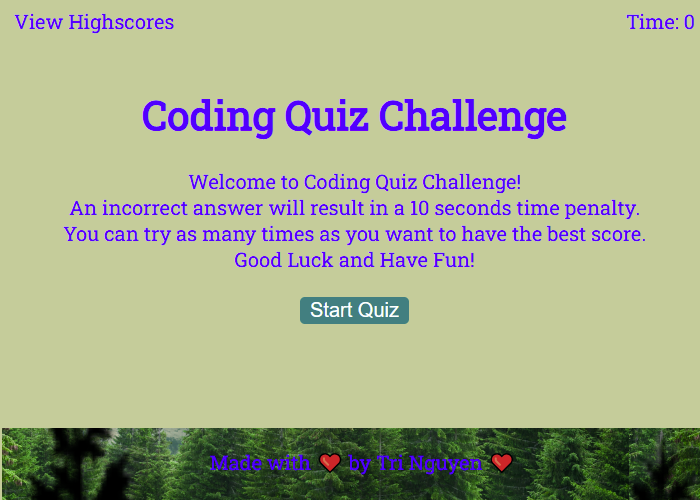 View Highscores
Time: 0
Coding Quiz Challenge
Welcome to Coding Quiz Challenge!
An incorrect answer will result in a 10 seconds time penalty.
You can try as many times as you want to have the best score.
Good Luck and Have Fun!
Start Quiz
Made with ❤️ by Tri Nguyen ❤️